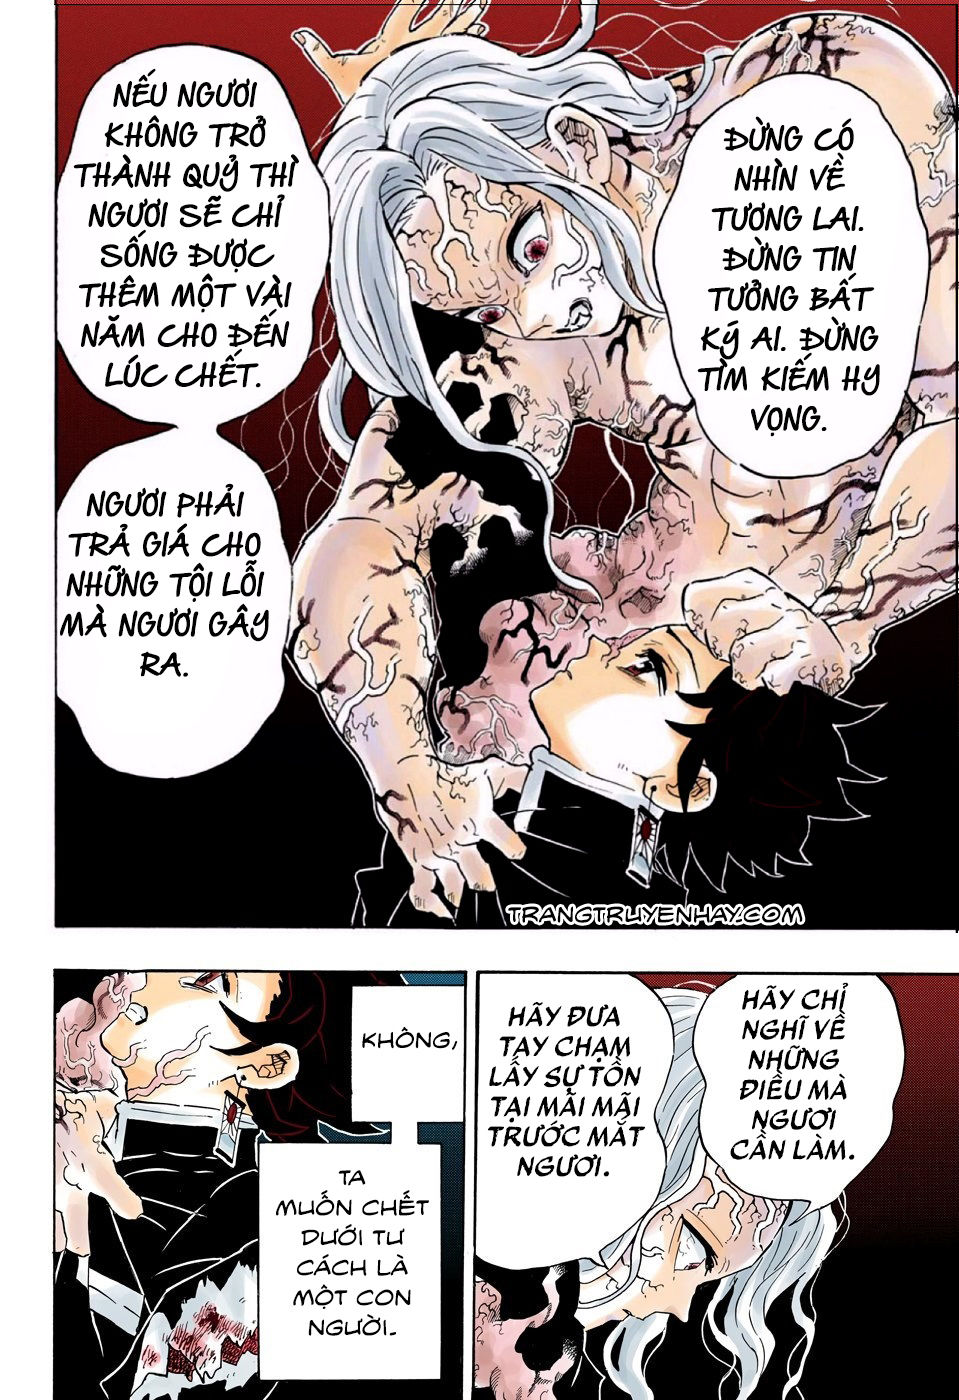 ĐỪNG CÓ
NHÌN VỀ
TƯƠNG LAI.
ĐỪNG TIN
TƯỞNG BẤT
KỲ AI. ĐỪNG
TÌM KIẾM HY
VỌNG.
NẾU NGƯƠI
KHÔNG TRỞ
THÀNH QUỶ THÌ
NGƯƠI SẼ CHỈ
SỐNG ĐƯỢC
THÊM MỘT VÀI
NĂM CHO ĐẾN
LÚC CHẾT.
NGƯƠI PHẢI
TRẢ GIÁ CHO
NHỮNG TỘI LỖI
MÀ NGƯƠI GÂY
RA.
TRANGTRUYENHAY.COM
HÃY CHỈ
NGHĨ VỀ
NHỮNG
ĐIỀU MÀ
NGƯƠI
CẦN LÀM.
HÃY ĐƯA
TAY CHẠM
LẤY SỰ TỒN
TẠI MÃI MÃI
TRƯỚC MẮT
NGƯƠI.
KHÔNG,
TA
MUỐN CHẾT
DƯỚI TƯ
CÁCH LÀ
MỘT CON
NGƯỜI.